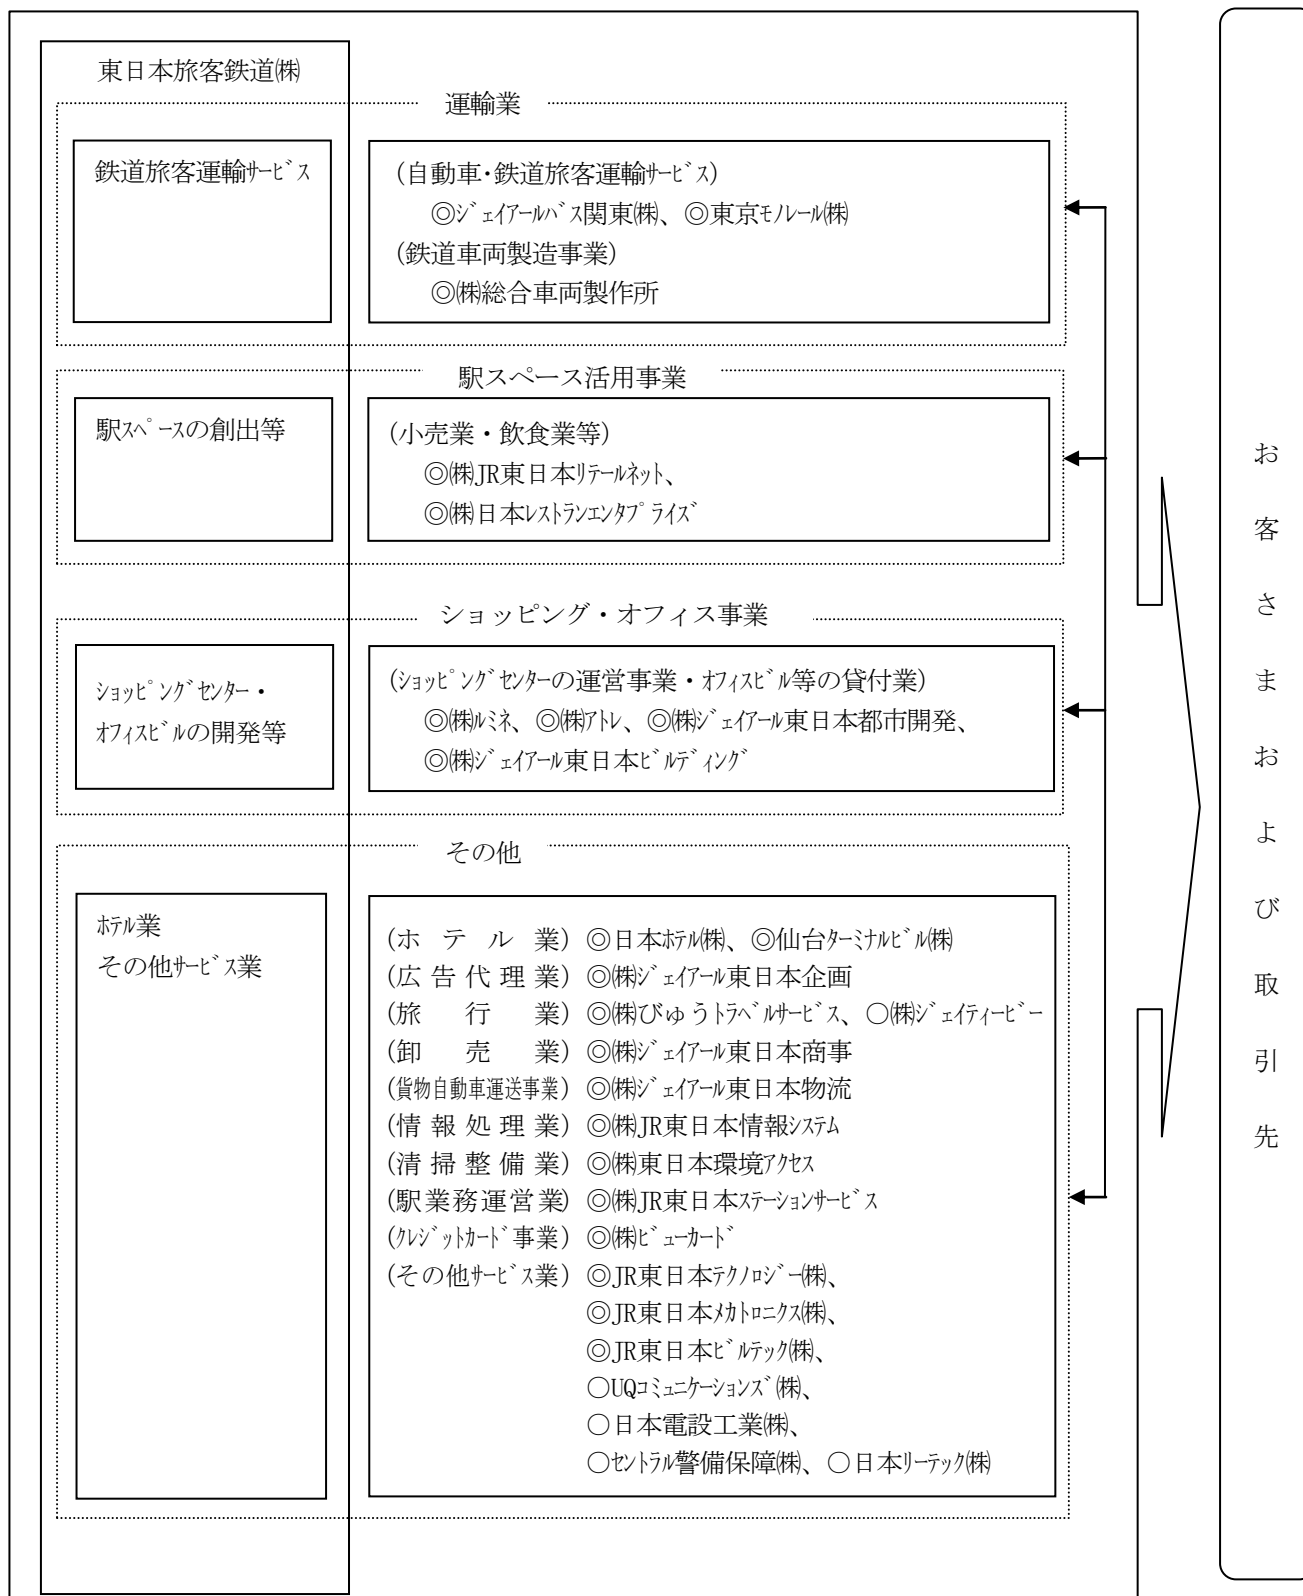 東日本旅客鉄道㈱
運輸業
鉄道旅客運輸ｻｰﾋﾞｽ
(自動車・鉄道旅客運輸ｻｰﾋﾞｽ)
◎ｼﾞｪｲｱｰﾙﾊﾞｽ関東㈱、◎東京ﾓﾉﾚｰﾙ㈱
(鉄道車両製造事業)
◎㈱総合車両製作所
駅スペース活用事業
駅ｽﾍﾟｰｽの創出等
(小売業・飲食業等)
◎㈱JR東日本ﾘﾃｰﾙﾈｯﾄ、
◎㈱日本ﾚｽﾄﾗﾝｴﾝﾀﾌﾟﾗｲｽﾞ
ショッピング・オフィス事業
ｼｮｯﾋﾟﾝｸﾞｾﾝﾀｰ・
ｵﾌｨｽﾋﾞﾙの開発等
(ｼｮｯﾋﾟﾝｸﾞｾﾝﾀｰの運営事業・ｵﾌｨｽﾋﾞﾙ等の貸付業)
◎㈱ﾙﾐﾈ、◎㈱ｱﾄﾚ、◎㈱ｼﾞｪｲｱｰﾙ東日本都市開発、
◎㈱ｼﾞｪｲｱｰﾙ東日本ﾋﾞﾙﾃﾞｨﾝｸﾞ
その他
ﾎﾃﾙ業
その他ｻｰﾋﾞｽ業
(ホテル業) ◎日本ﾎﾃﾙ㈱、◎仙台ﾀｰﾐﾅﾙﾋﾞﾙ㈱
(広告代理業) ◎㈱ｼﾞｪｲｱｰﾙ東日本企画
(旅行業) ◎㈱びゅうﾄﾗﾍﾞﾙｻｰﾋﾞｽ、○㈱ｼﾞｪｲﾃｨｰﾋﾞｰ
(卸売業) ◎㈱ｼﾞｪｲｱｰﾙ東日本商事
(貨物自動車運送事業) ◎㈱ｼﾞｪｲｱｰﾙ東日本物流
(情報処理業) ◎㈱JR東日本情報ｼｽﾃﾑ
(清掃整備業) ◎㈱東日本環境ｱｸｾｽ
(駅業務運営業) ◎㈱JR東日本ｽﾃｰｼｮﾝｻｰﾋﾞｽ
(ｸﾚｼﾞｯﾄｶｰﾄﾞ事業) ◎㈱ﾋﾞｭｰｶｰﾄﾞ
(その他ｻｰﾋﾞｽ業) ◎JR東日本ﾃｸﾉﾛｼﾞｰ㈱、
◎JR東日本ﾒｶﾄﾛﾆｸｽ㈱、
◎JR東日本ﾋﾞﾙﾃｯｸ㈱、
○UQｺﾐｭﾆｹｰｼｮﾝｽﾞ㈱、
○日本電設工業㈱、
○ｾﾝﾄﾗﾙ警備保障㈱、○日本ﾘｰﾃｯｸ㈱
お客さまおよび取引先